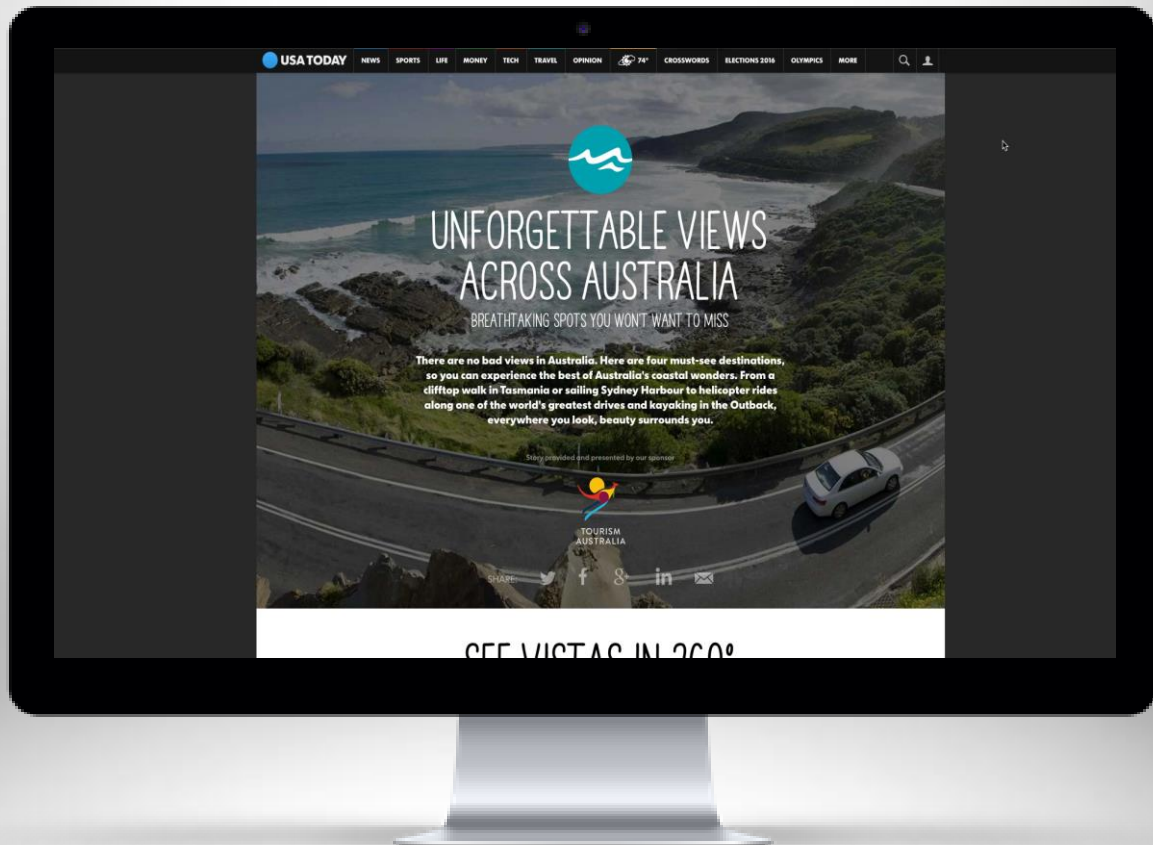 USA TODAY NEWS SPORTS LIFE MONEY TECH TRAVEL OPINION 74° CROSSWORDS ELECTIONS 2016 OLYMPICS MORE
UNFORGETTABLE VIEWS
ACROSS AUSTRALIA
BREATHTAKING SPOTS YOU WON'T WANT TO MISS
There are no bad views in Australia. Here are four must-see destinations,
so you can experience the best of Australia's coastal wonders. From a
clifftop walk in Tasmania or sailing Sydney Harbour to helicopter rides
along one of the world's greatest drives and kayaking in the Outback,
everywhere you look, beauty surrounds you.
Story provided and presented by our sponsor
TOURISM
AUSTRALIA
SHARE:
SEE VISTAS IN 360°